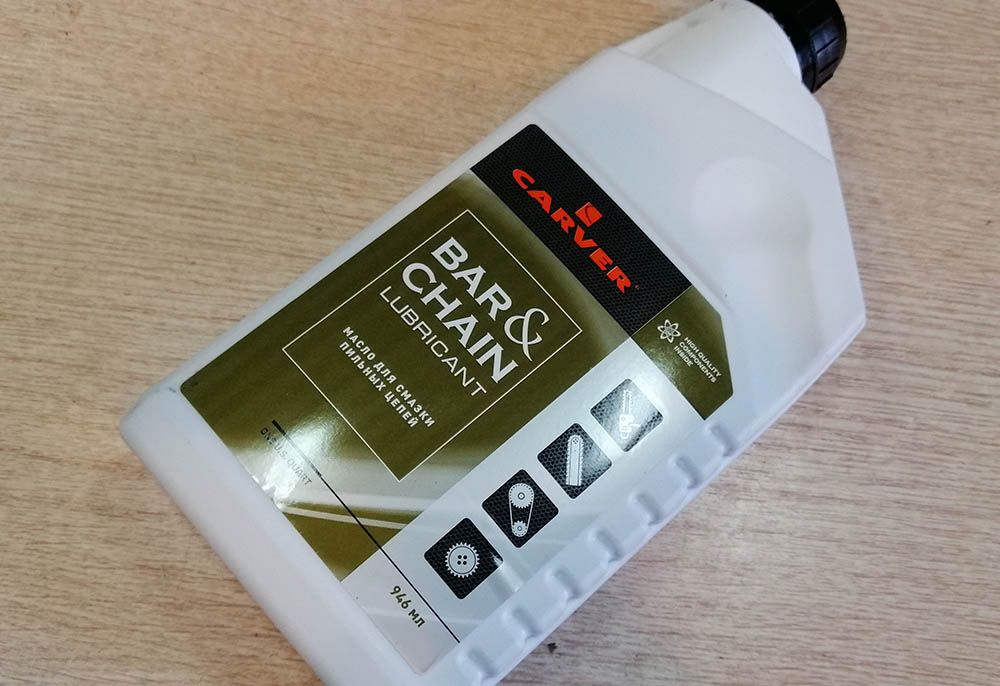 CARVER
BAR &
CHAIN
LUBRICANT
МАСЛО ДЛЯ СМАЗКИ
ПИЛЬНЫХ ЦЕПЕЙ
HIGH QUALITY
COMPONENTS
INSIDE
ONE U.S. QUART
946 мл